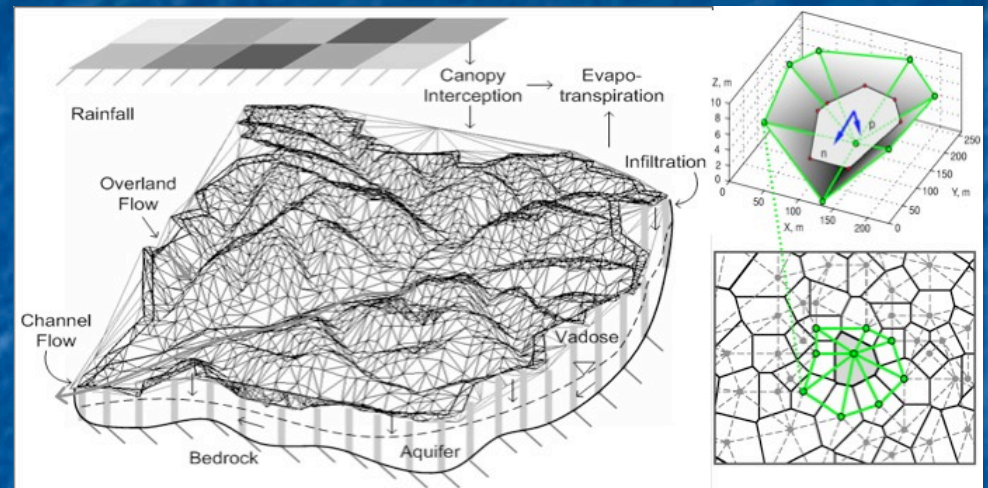 Rainfall
Canopy
Interception
Evapo-
transpiration
Infiltration
Overland
Flow
Channel
Flow
Vadose
Bedrock
Aquifer
Z, m
10
8
6
4
2
0
0
50
100
150
200
X, m
0
50
100
150
200
250
Y, m
n
p